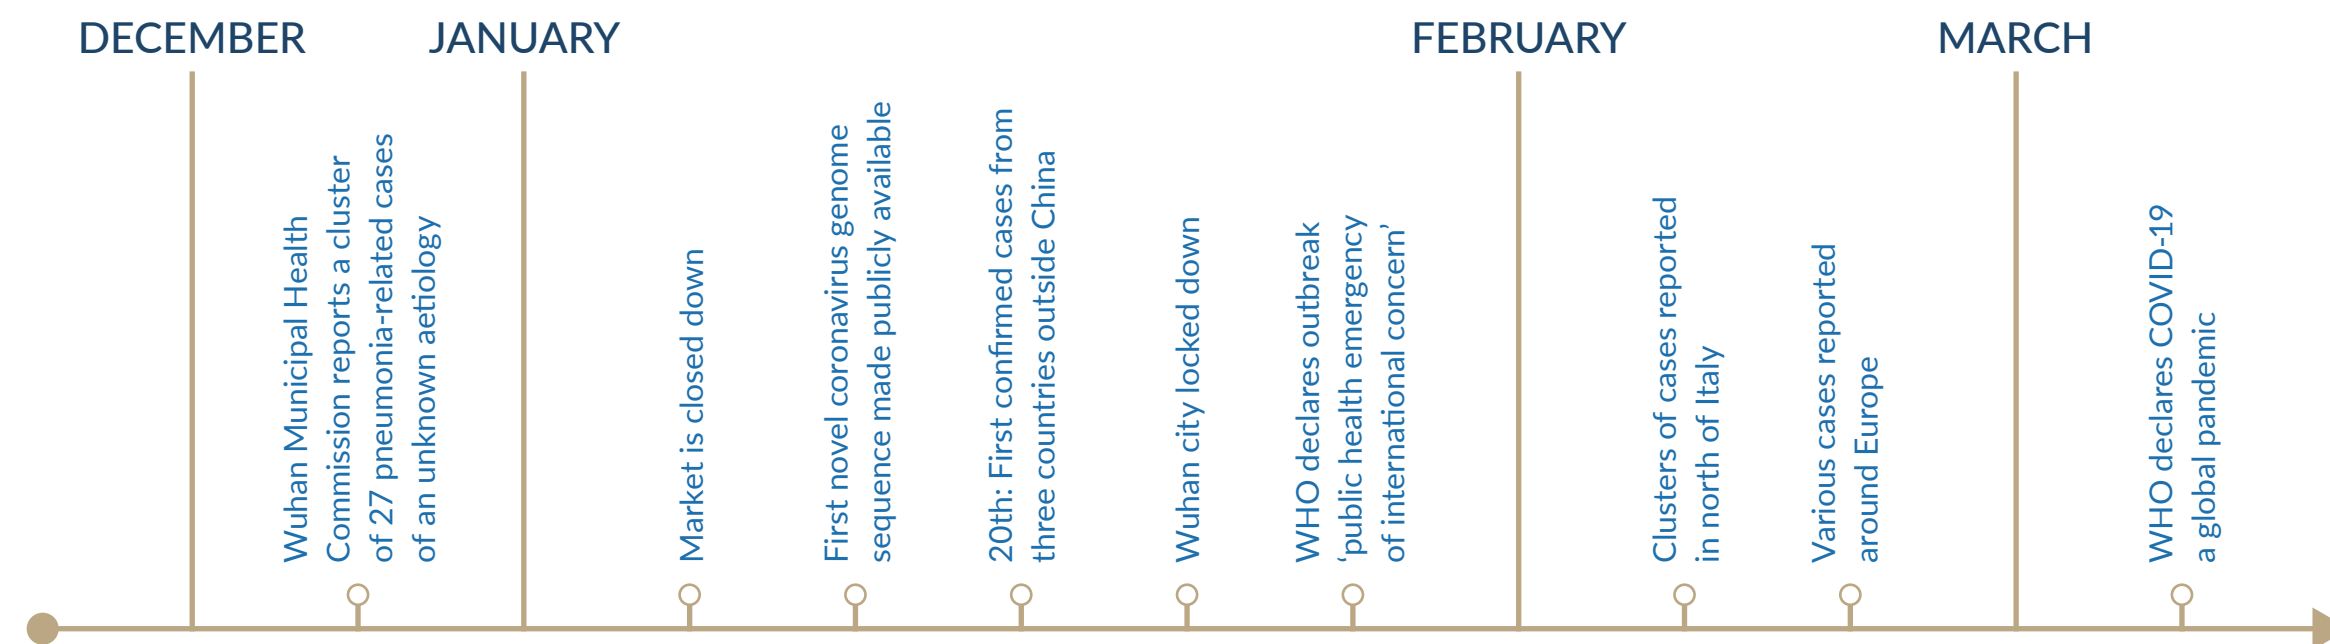 DECEMBER
Wuhan Municipal Health
Commission reports a cluster
of 27 pneumonia-related cases
of an unknown aetiology
JANUARY
Market is closed down
First novel coronavirus genome
sequence made publicly available
20th: First confirmed cases from
three countries outside China
Wuhan city locked down
WHO declares outbreak
‘public health emergency
of international concern’
FEBRUARY
Clusters of cases reported
in north of Italy
Various cases reported
around Europe
MARCH
WHO declares COVID-19
a global pandemic